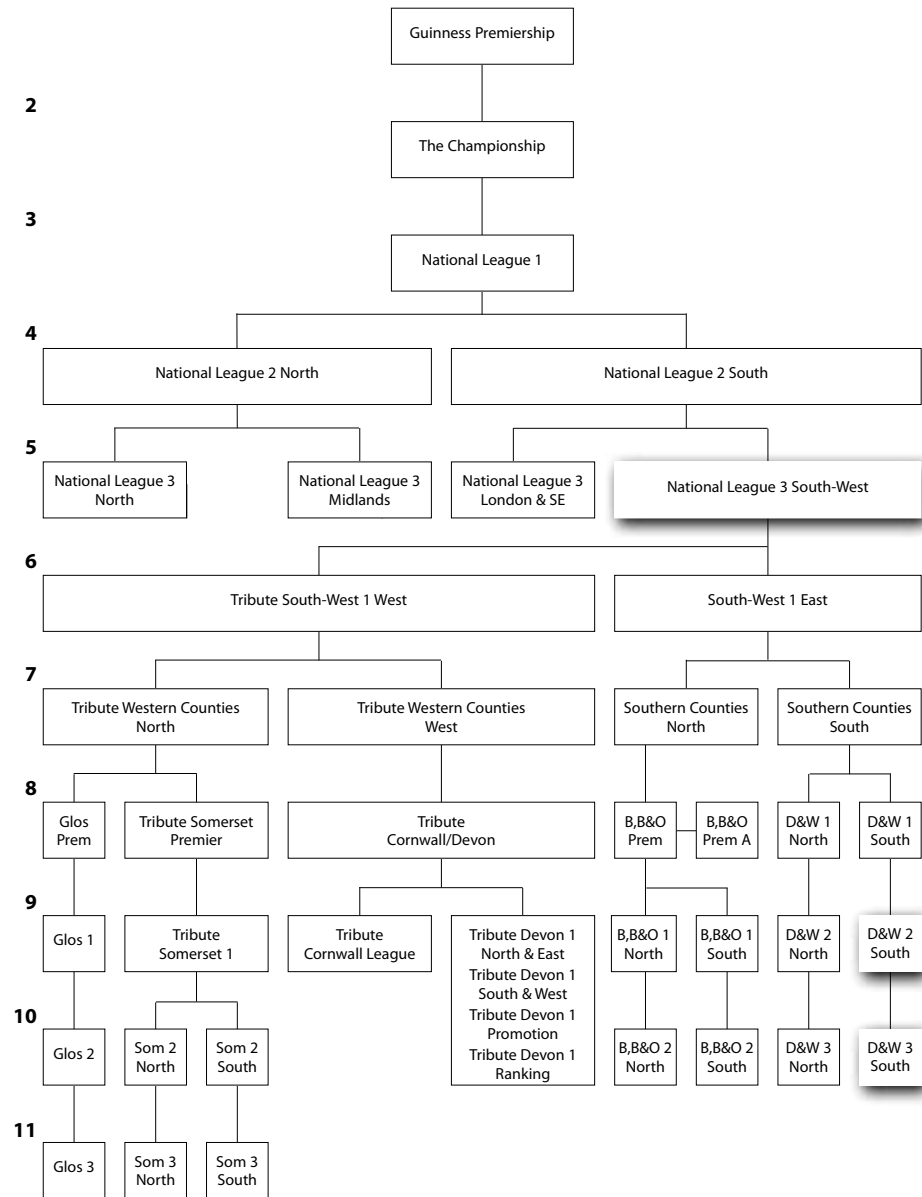 Guinness Premiership
2
The Championship
3
National League 1
4
National League 2 North
National League 2 South
5
National League 3
North
National League 3
Midlands
National League 3
London & SE
National League 3 South-West
6
Tribute South-West 1 West
South-West 1 East
7
Tribute Western Counties
North
Tribute Western Counties
West
Southern Counties
North
Southern Counties
South
8
Glos
Prem
Tribute Somerset
Premier
Tribute
Cornwall/Devon
B,B&O
Prem
B,B&O
Prem A
D&W 1
North
D&W 1
South
9
Glos 1
Tribute
Somerset 1
Tribute
Cornwall League
Tribute Devon 1
North & East
Tribute Devon 1
South & West
Tribute Devon 1
Promotion
Tribute Devon 1
Ranking
B,B&O 1
North
B,B&O 1
South
D&W 2
North
D&W 2
South
10
Glos 2
Som 2
North
Som 2
South
B,B&O 2
North
B,B&O 2
South
D&W 3
North
D&W 3
South
11
Glos 3
Som 3
North
Som 3
South